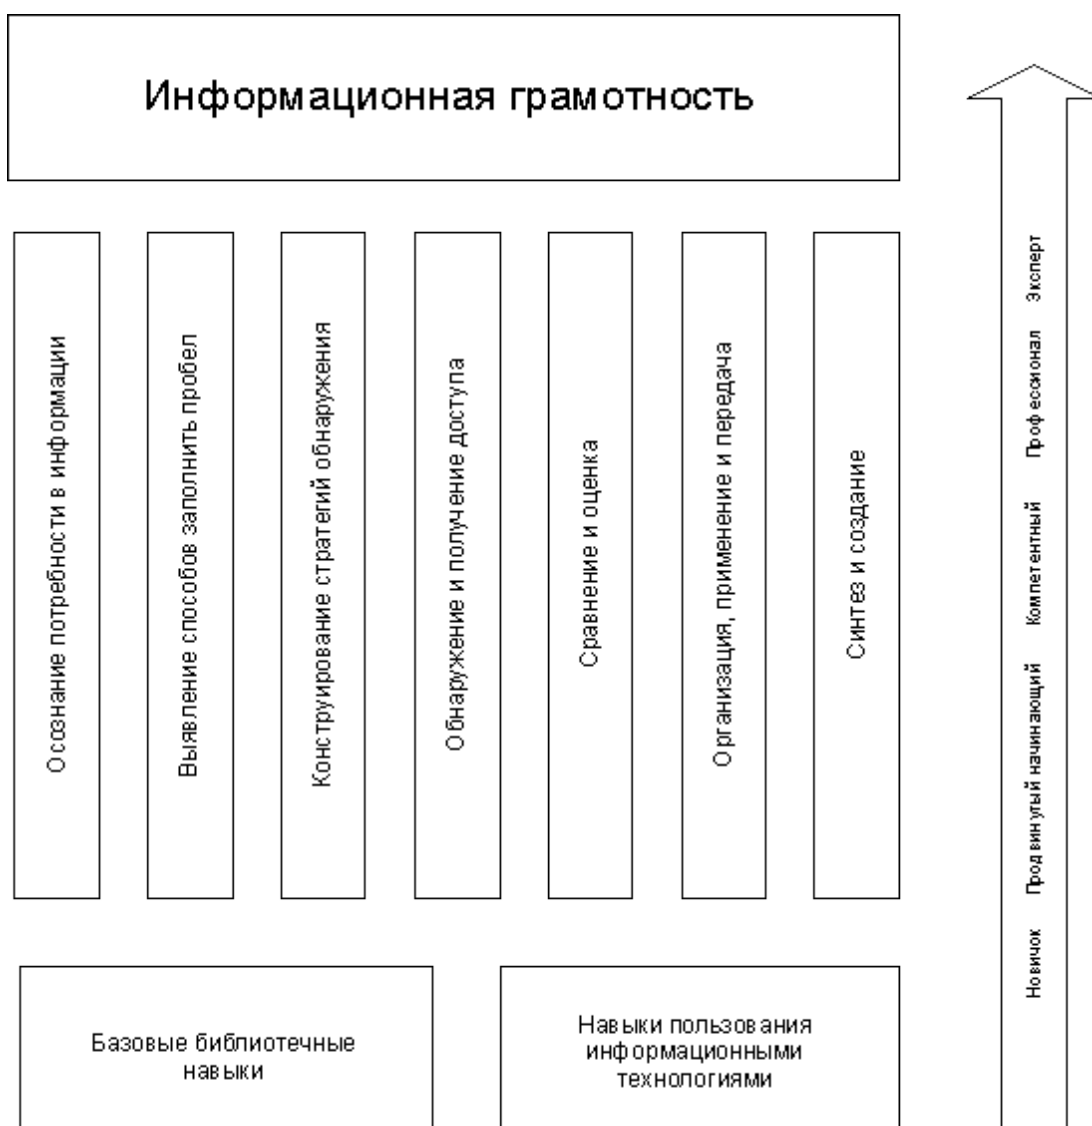 Информационная грамотность
Осознание потребности в информации
Выявление способов заполнить пробел
Конструирование стратегий обнаружения
Обнаружение и получение доступа
Сравнение и оценка
Организация, применение и передача
Синтез и создание
Базовые библиотечные
навыки
Навыки пользования
информационными
технологиями
Новичок Продвинутый начинающий Компетентный Профессионал Эксперт